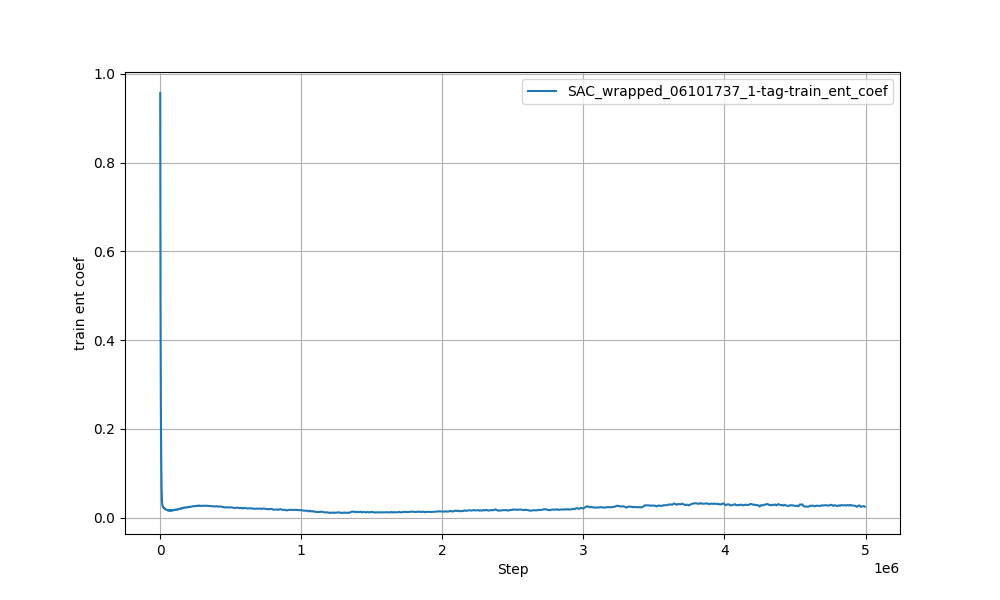 SAC_wrapped_06101737_1-tag-train_ent_coef
train ent coef
1.0
0.8
0.6
0.4
0.2
0.0
0 1 2 3 4 5
1e6
Step